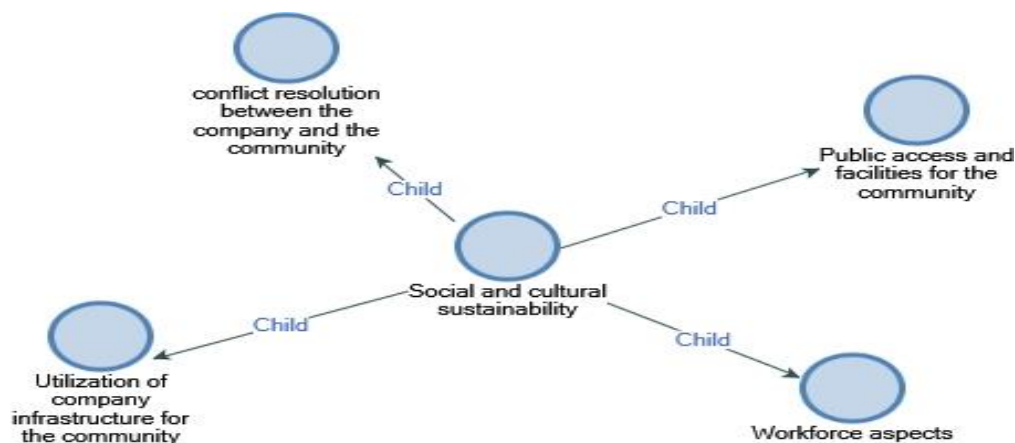 conflict resolution
between the
company and the
community
Public access and
facilities for the
community
Child
Child
Social and cultural
sustainability
Child
Child
Utilization of
company
infrastructure for
the community
Workforce aspects